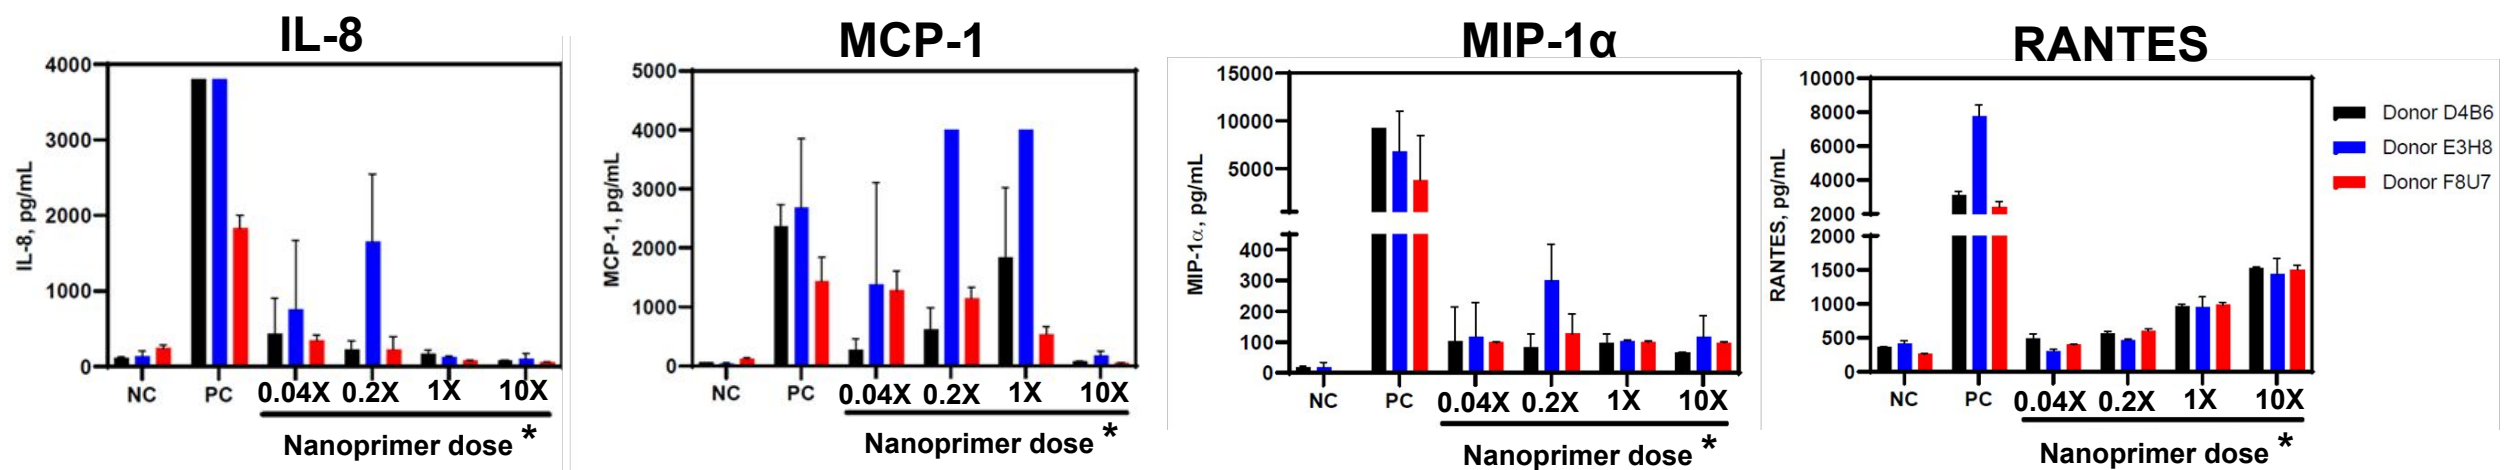 IL-8
4000
3000
2000
1000
0
IL-8, pg/mL
NC
PC
0.04X
0.2X
1X
10X
Nanoprimer dose *
MCP-1
5000
4000
3000
2000
1000
0
MCP-1, pg/mL
NC
PC
0.04X
0.2X
1X
10X
Nanoprimer dose *
MIP-1α
15000
10000
5000
400
300
200
100
0
MIP-1α, pg/mL
NC
PC
0.04X
0.2X
1X
10X
Nanoprimer dose *
RANTES
10000
8000
6000
4000
2000
2000
1500
1000
500
0
RANTES, pg/mL
NC
PC
0.04X
0.2X
1X
10X
Nanoprimer dose *
Donor D4B6
Donor E3H8
Donor F8U7